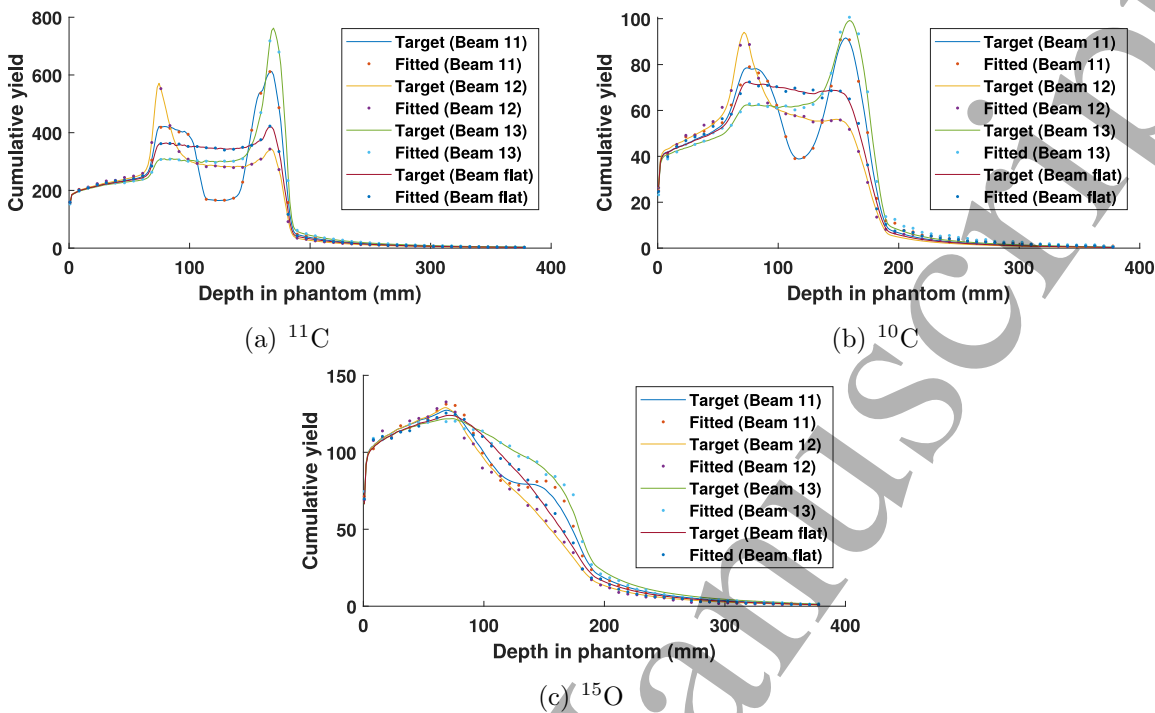 800
600
400
200
0
Cumulative yield
0
100
200
300
400
Depth in phantom (mm)
Target (Beam 11)
Fitted (Beam 11)
Target (Beam 12)
Fitted (Beam 12)
Target (Beam 13)
Fitted (Beam 13)
Target (Beam flat)
Fitted (Beam flat)
(a) ¹¹C
100
80
60
40
20
0
Cumulative yield
0
100
200
300
400
Depth in phantom (mm)
Target (Beam 11)
Fitted (Beam 11)
Target (Beam 12)
Fitted (Beam 12)
Target (Beam 13)
Fitted (Beam 13)
Target (Beam flat)
Fitted (Beam flat)
(b) ¹⁰C
150
100
50
0
Cumulative yield
0
100
200
300
400
Depth in phantom (mm)
Target (Beam 11)
Fitted (Beam 11)
Target (Beam 12)
Fitted (Beam 12)
Target (Beam 13)
Fitted (Beam 13)
Target (Beam flat)
Fitted (Beam flat)
(c) ¹⁵O
anuscrip